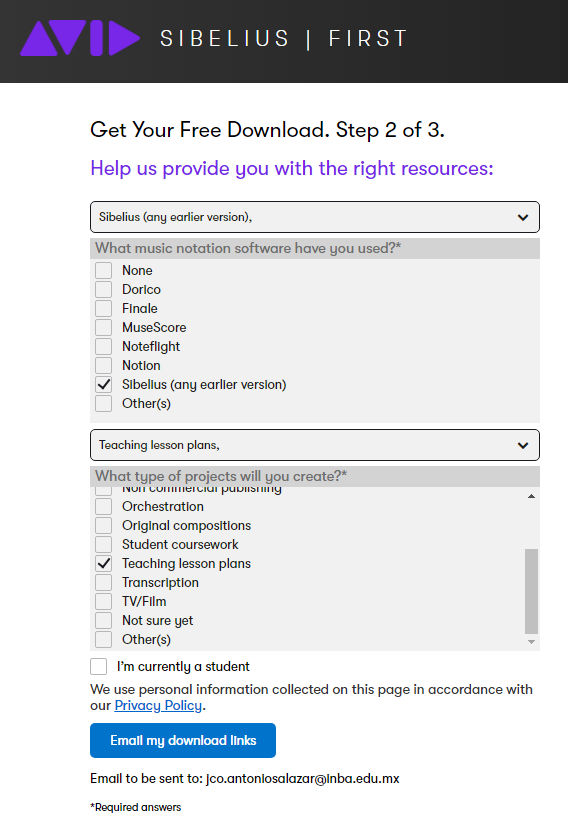 AVID SIBELIUS | FIRST
Get Your Free Download. Step 2 of 3.
Help us provide you with the right resources:
Sibelius (any earlier version),
What music notation software have you used?*
None
Dorico
Finale
MuseScore
Noteflight
Notion
Sibelius (any earlier version)
Other(s)
Teaching lesson plans,
What type of projects will you create?*
Non commercial publishing
Orchestration
Original compositions
Student coursework
Teaching lesson plans
Transcription
TV/Film
Not sure yet
Other(s)
I'm currently a student
We use personal information collected on this page in accordance with
our Privacy Policy.
Email my download links
Email to be sent to: jco.antoniosalazar@inba.edu.mx
*Required answers